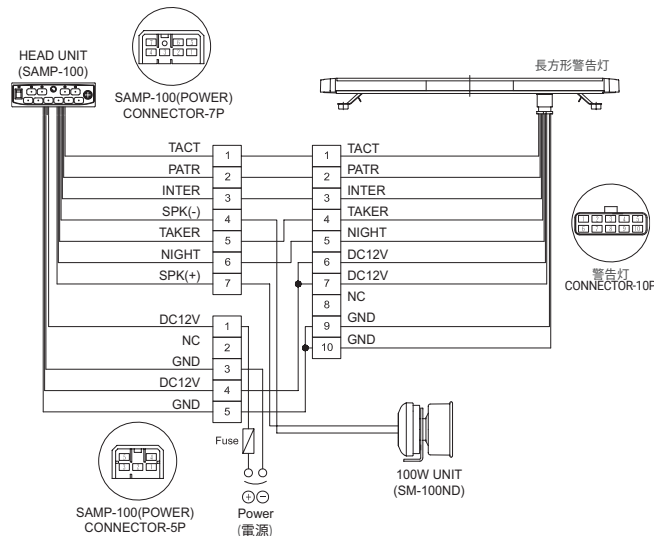 HEAD UNIT
(SAMP-100)
SAMP-100(POWER)
CONNECTOR-7P
長方形警告灯
TACT 1
PATR 2
INTER 3
SPK(-) 4
TAKER 5
NIGHT 6
SPK(+) 7
1 TACT
2 PATR
3 INTER
4 TAKER
5 NIGHT
6 DC12V
7 DC12V
8 NC
9 GND
10 GND
警告灯
CONNECTOR-10P
DC12V 1
NC 2
GND 3
DC12V 4
GND 5
Fuse
SAMP-100(POWER)
CONNECTOR-5P
Power
(電源)
100W UNIT
(SM-100ND)